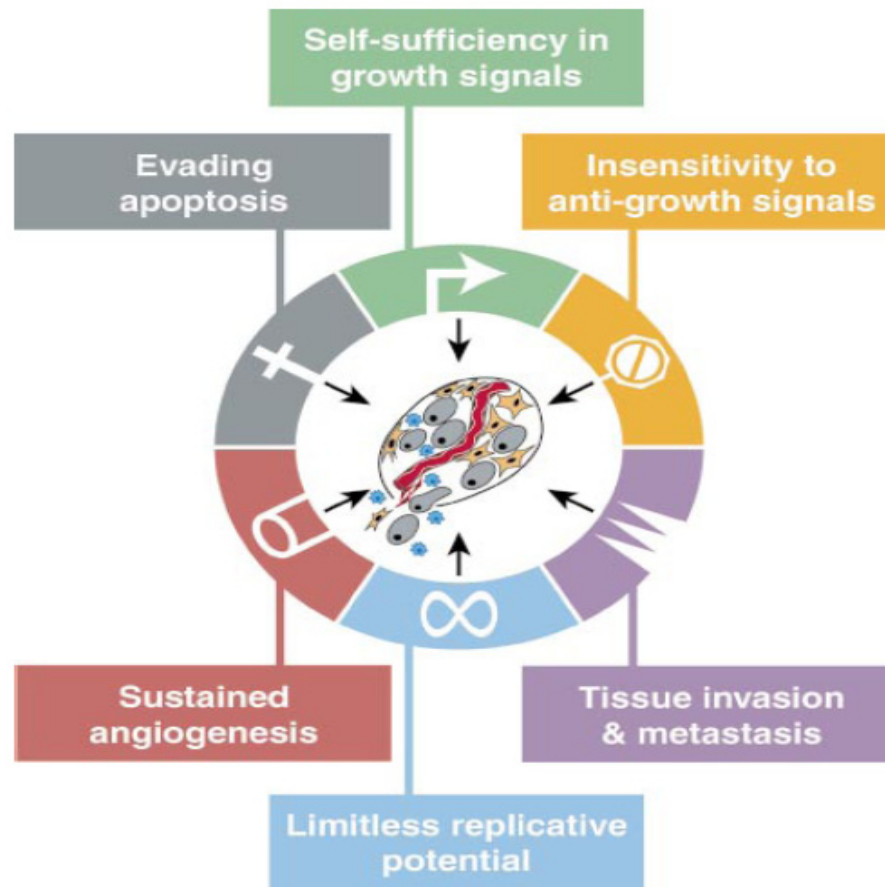 Self-sufficiency in
growth signals
Evading
apoptosis
Insensitivity to
anti-growth signals
Sustained
angiogenesis
Tissue invasion
& metastasis
Limitless replicative
potential